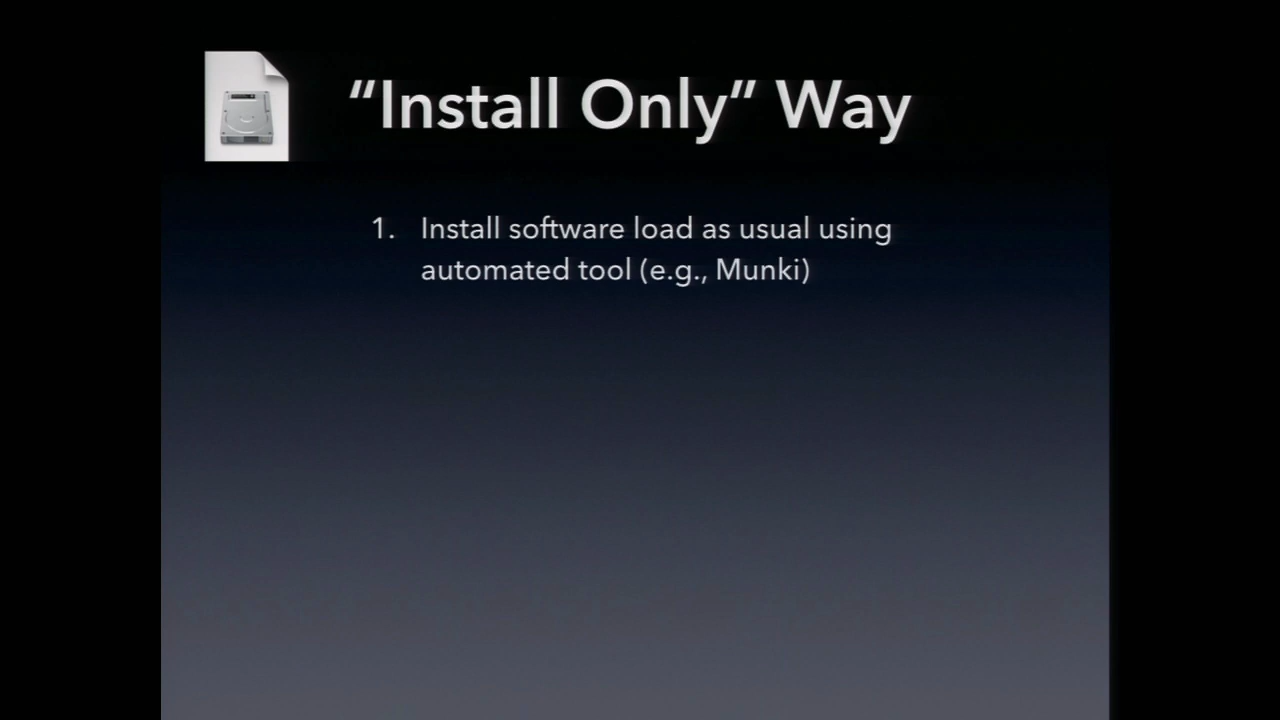 “Install Only” Way
1. Install software load as usual using
automated tool (e.g., Munki)